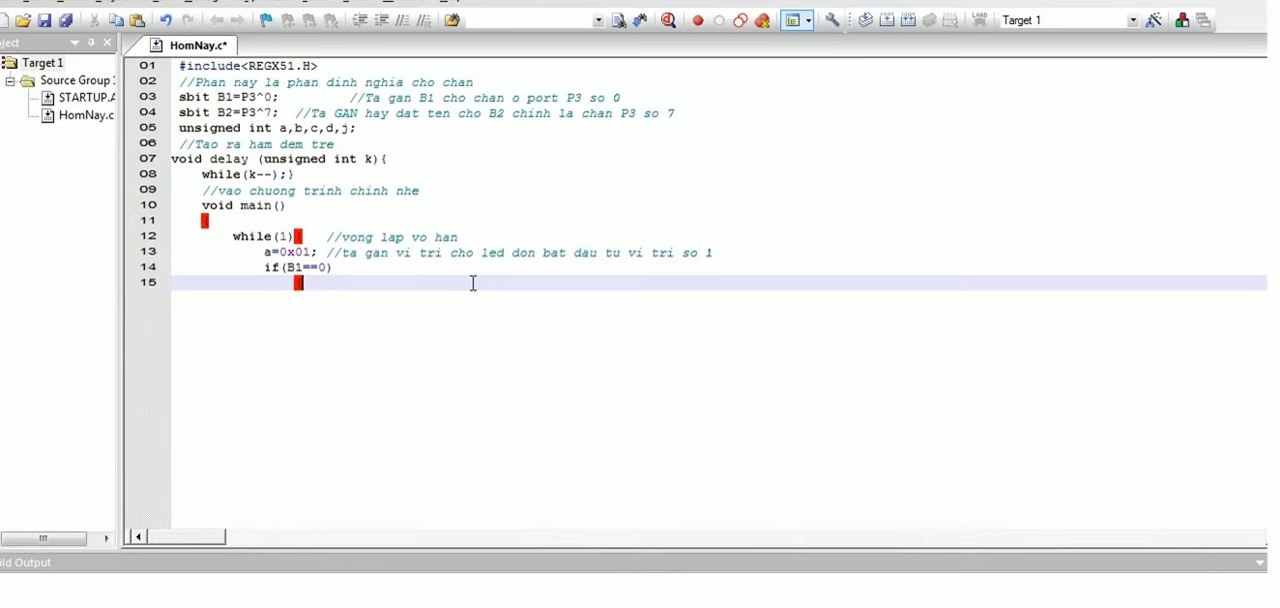 Target 1
ject
HomNay.c*
Target 1
Source Group
STARTUP.A
HomNay.c
01 #include<REGX51.H>
02 //Phan nay la phan dinh nghia cho chan
03 sbit B1=P3^0; //Ta gan B1 cho chan o port P3 so 0
04 sbit B2=P3^7; //Ta GAN hay dat ten cho B2 chinh la chan P3 so 7
05 unsigned int a,b,c,d,j;
06 //Tao ra ham dem tre
07 void delay (unsigned int k){
08 while(k--);}
09 //vao chuong trinh chinh nhe
10 void main()
11 {
12 while(1){ //vong lap vo han
13 a=0x01; //ta gan vi tri cho led don bat dau tu vi tri so 1
14 if(B1==0)
15 {
ild Output